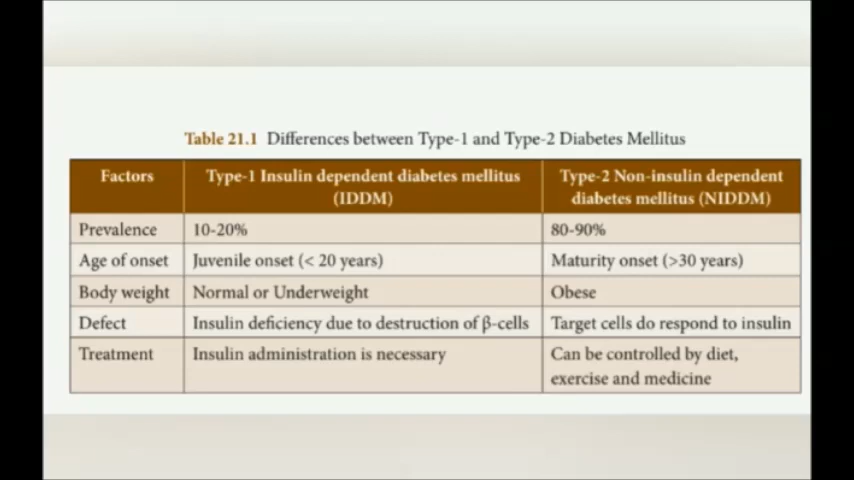 Table 21.1 Differences between Type-1 and Type-2 Diabetes Mellitus
Factors
Type-1 Insulin dependent diabetes mellitus
(IDDM)
Type-2 Non-insulin dependent
diabetes mellitus (NIDDM)
Prevalence
10-20%
80-90%
Age of onset
Juvenile onset (< 20 years)
Maturity onset (>30 years)
Body weight
Normal or Underweight
Obese
Defect
Insulin deficiency due to destruction of β-cells
Target cells do respond to insulin
Treatment
Insulin administration is necessary
Can be controlled by diet,
exercise and medicine